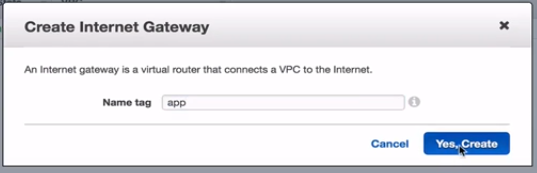 Create Internet Gateway
An Internet gateway is a virtual router that connects a VPC to the Internet.
Name tag app
Cancel Yes, Create